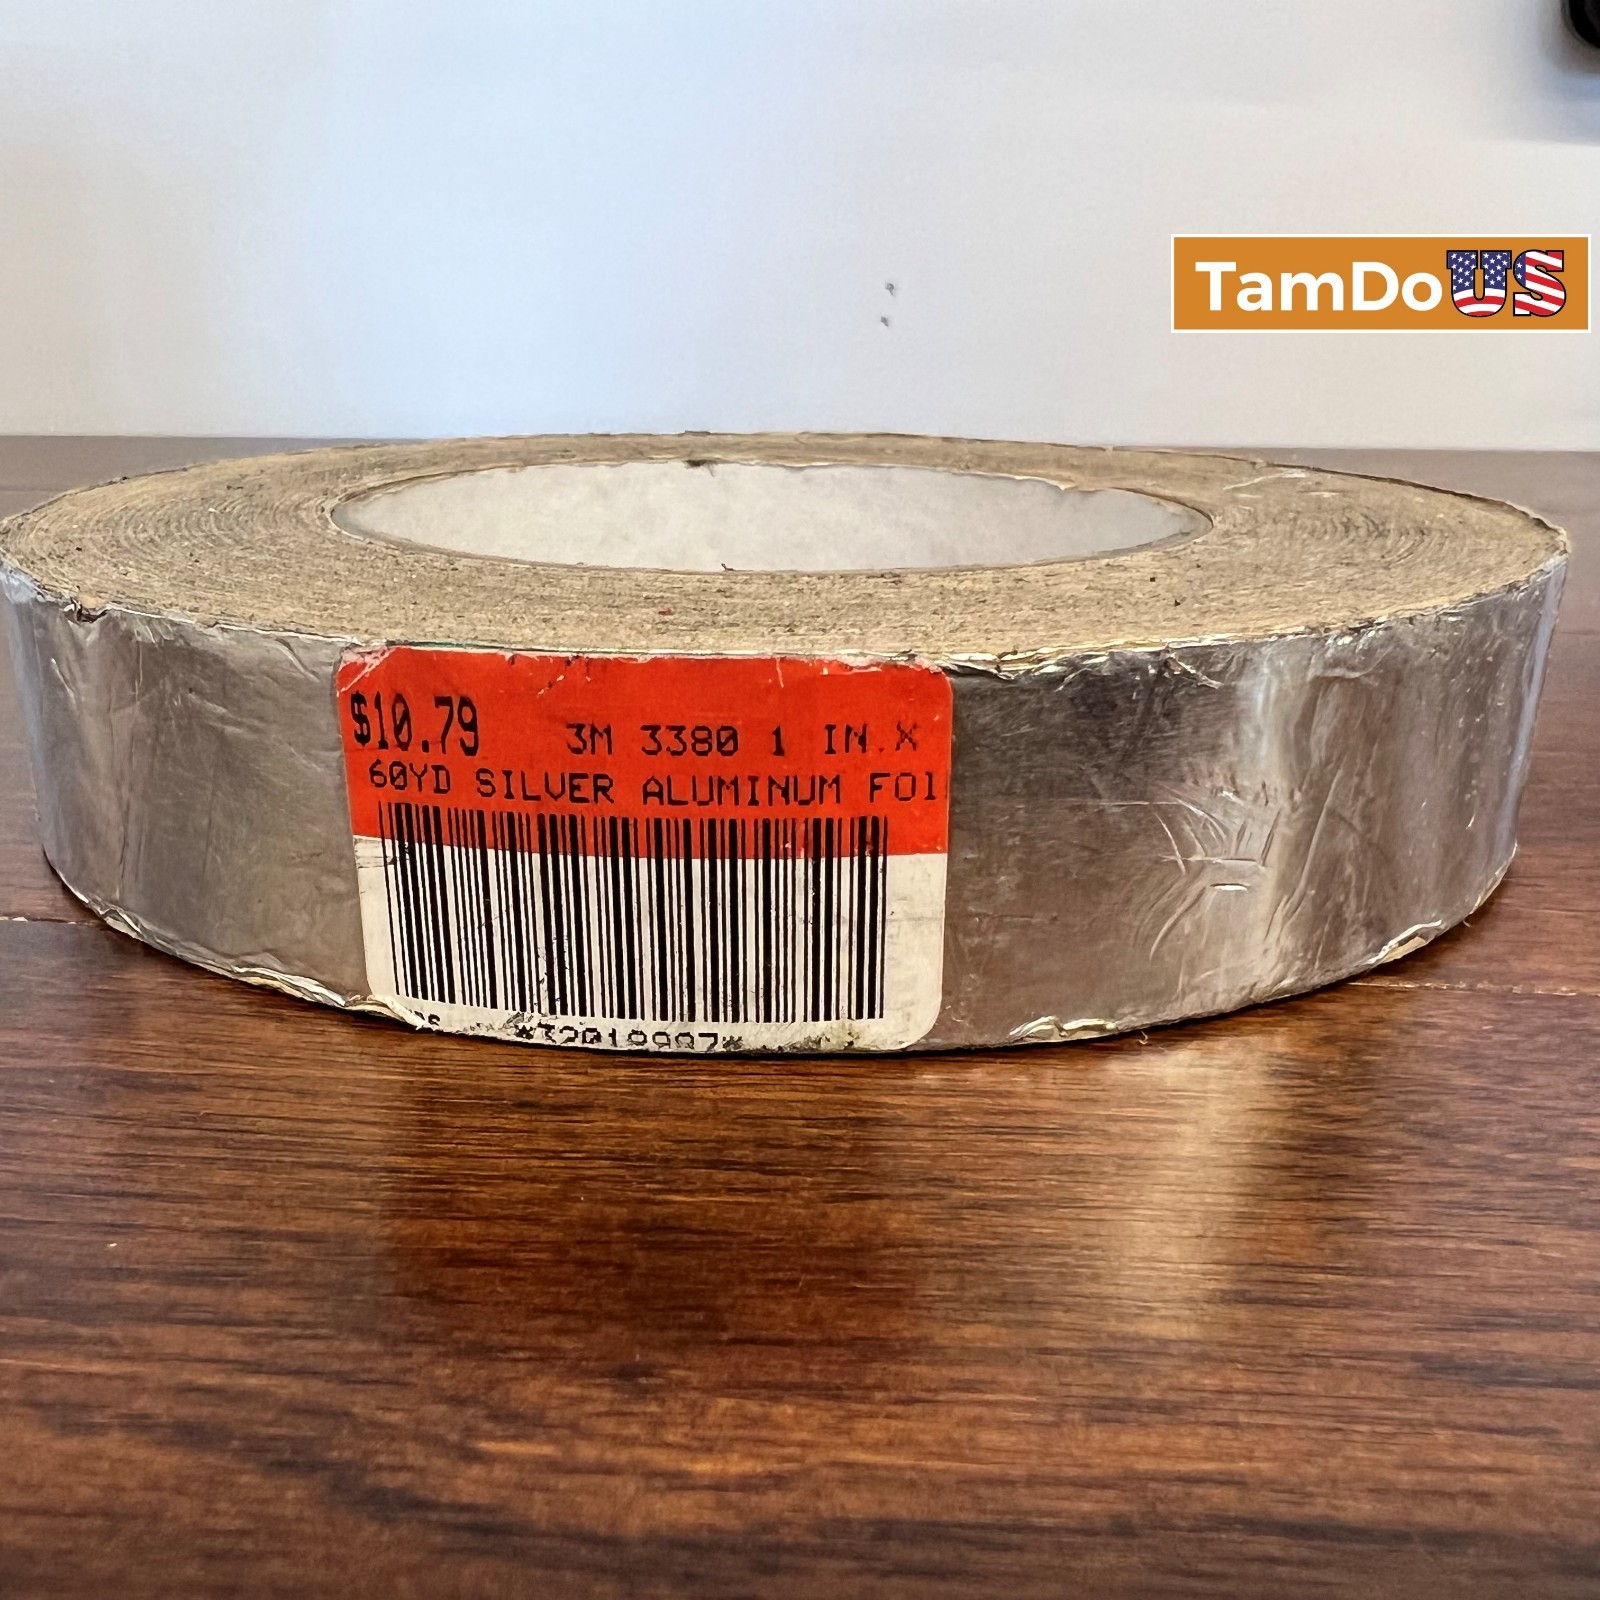 TamDoUS
$10.79 3M 3380 1 IN.X
60YD SILVER ALUMINUM FOI